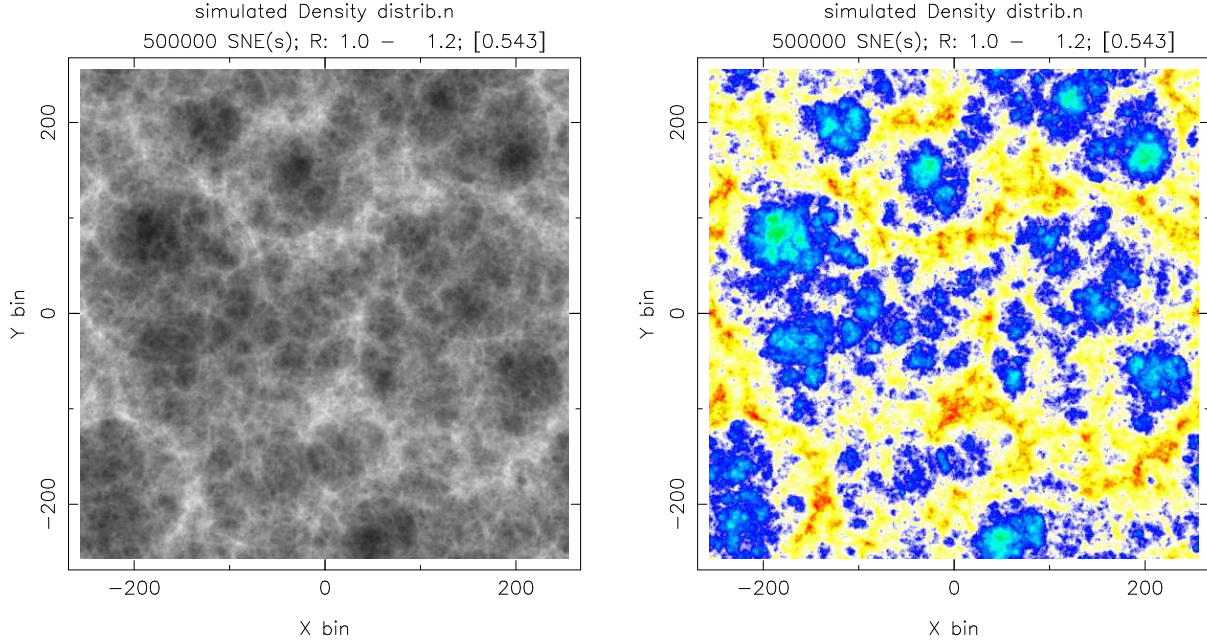 simulated Density distrib.n
500000 SNE(s); R: 1.0 − 1.2; [0.543]
200
0
−200
Y bin
−200
0
200
X bin
simulated Density distrib.n
500000 SNE(s); R: 1.0 − 1.2; [0.543]
200
0
−200
Y bin
−200
0
200
X bin